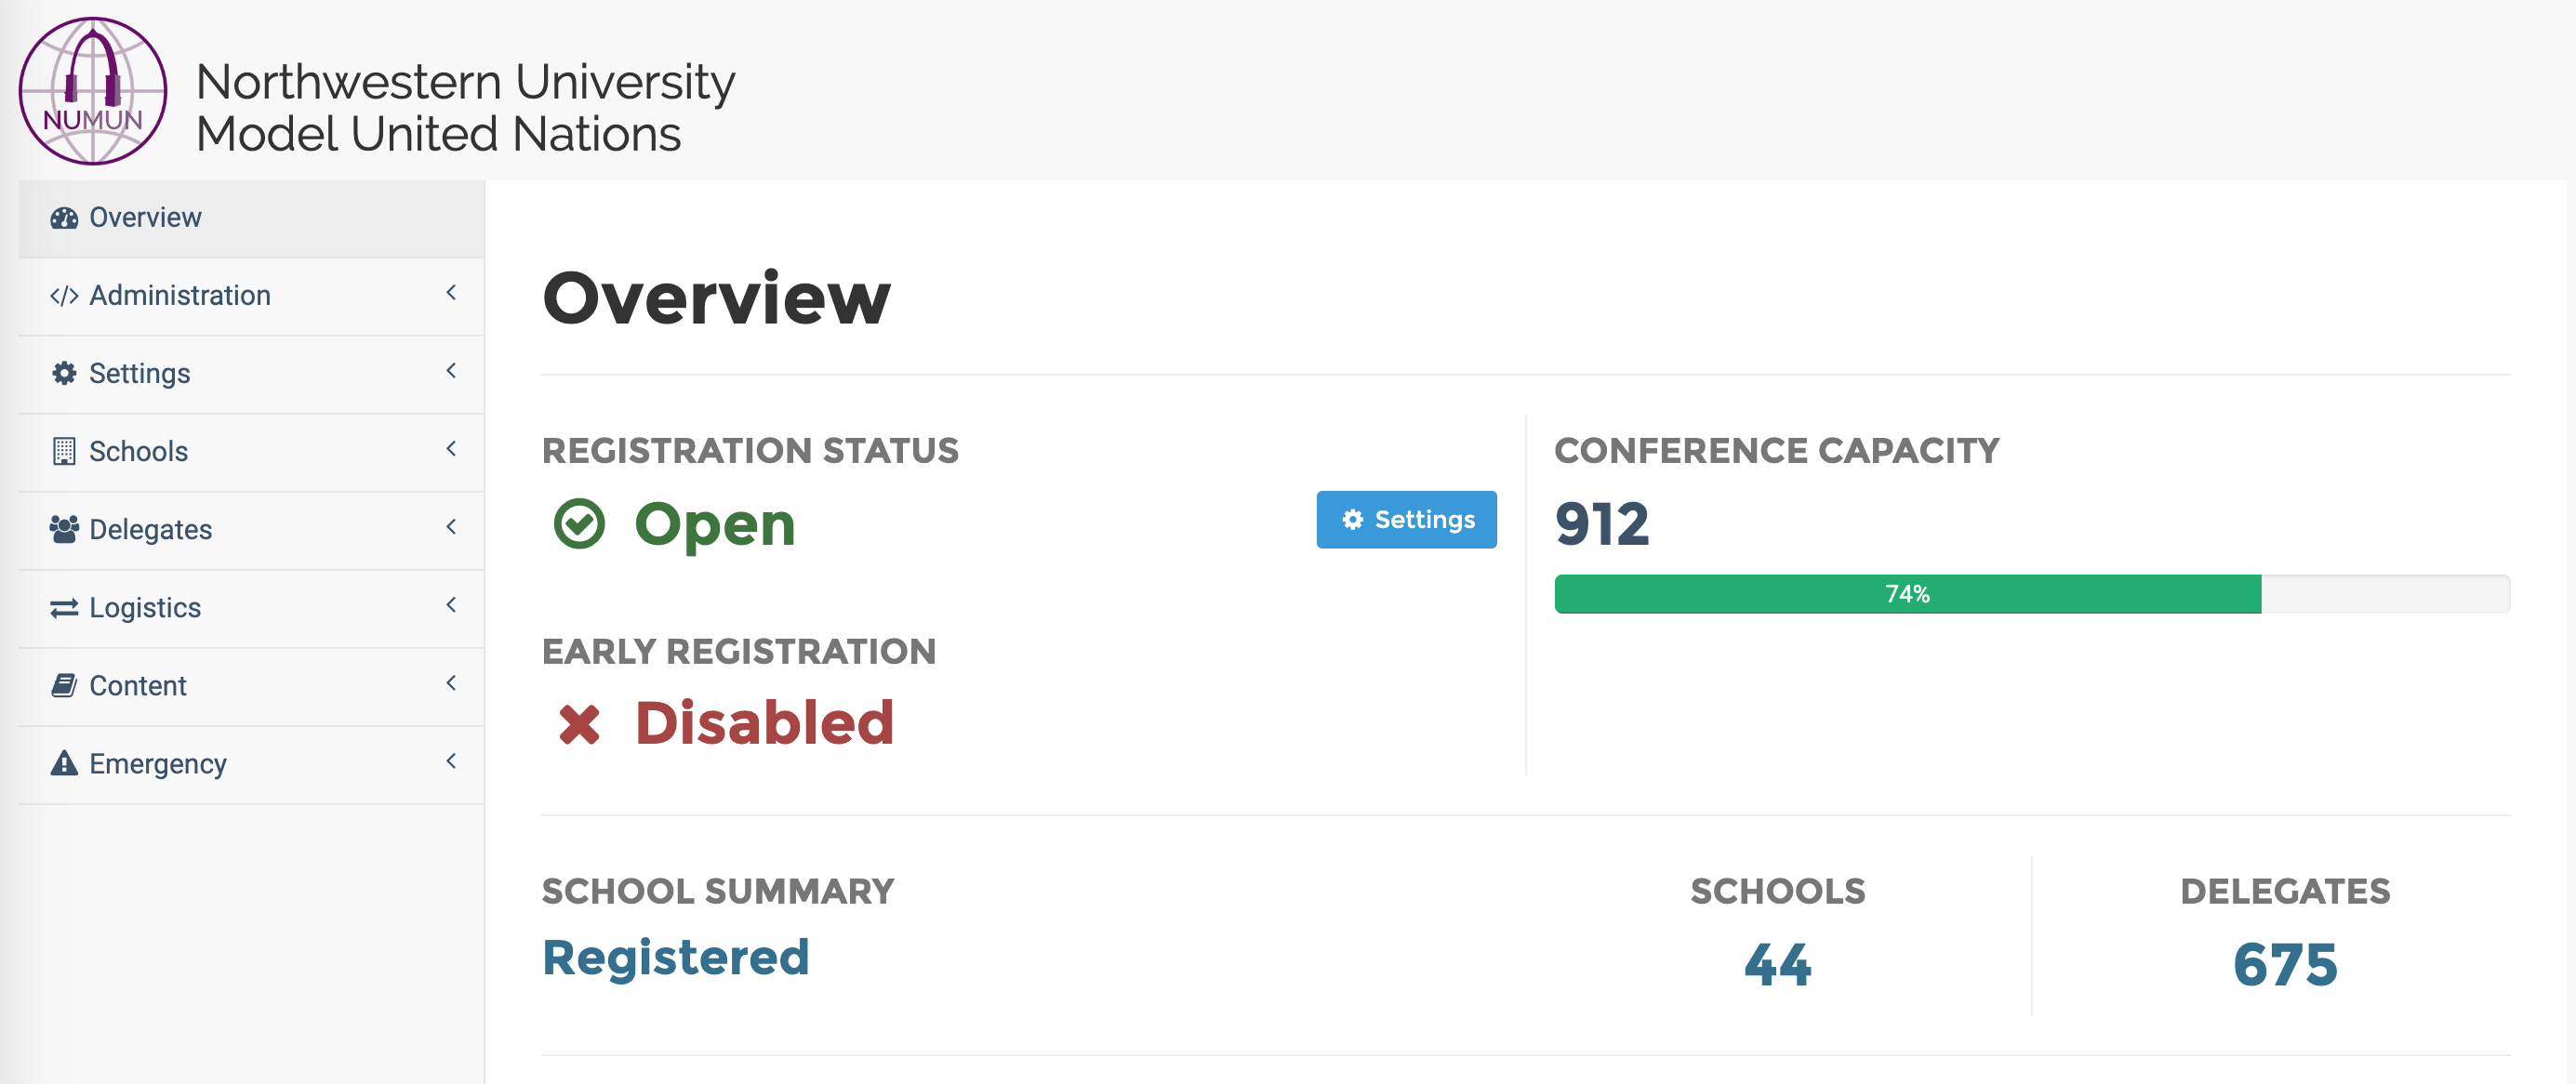 NUMUN
Northwestern University
Model United Nations
Overview
Administration
Settings
Schools
Delegates
Logistics
Content
Emergency
Overview
REGISTRATION STATUS
Open
Settings
EARLY REGISTRATION
Disabled
CONFERENCE CAPACITY
912
74%
SCHOOL SUMMARY
Registered
SCHOOLS
44
DELEGATES
675